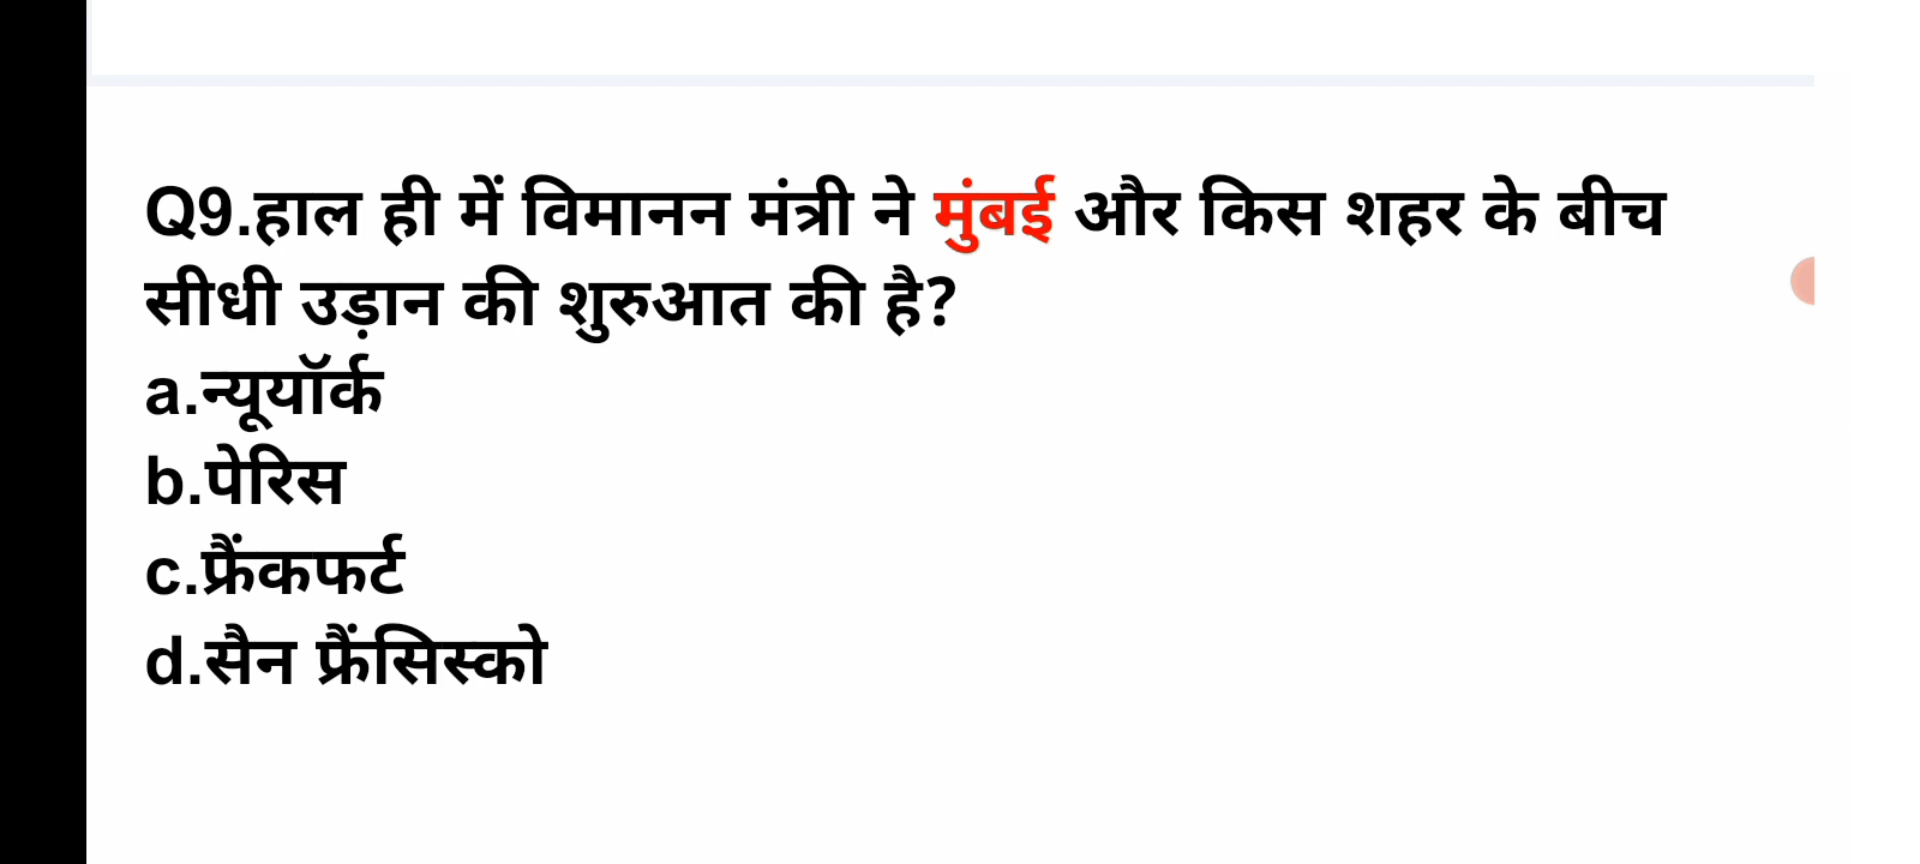 Q9.हाल ही में विमानन मंत्री ने मुंबई और किस शहर के बीच
सीधी उड़ान की शुरुआत की है?
a.न्यूयॉर्क
b.पेरिस
c.फ्रैंकफर्ट
d.सैन फ्रैंसिस्को